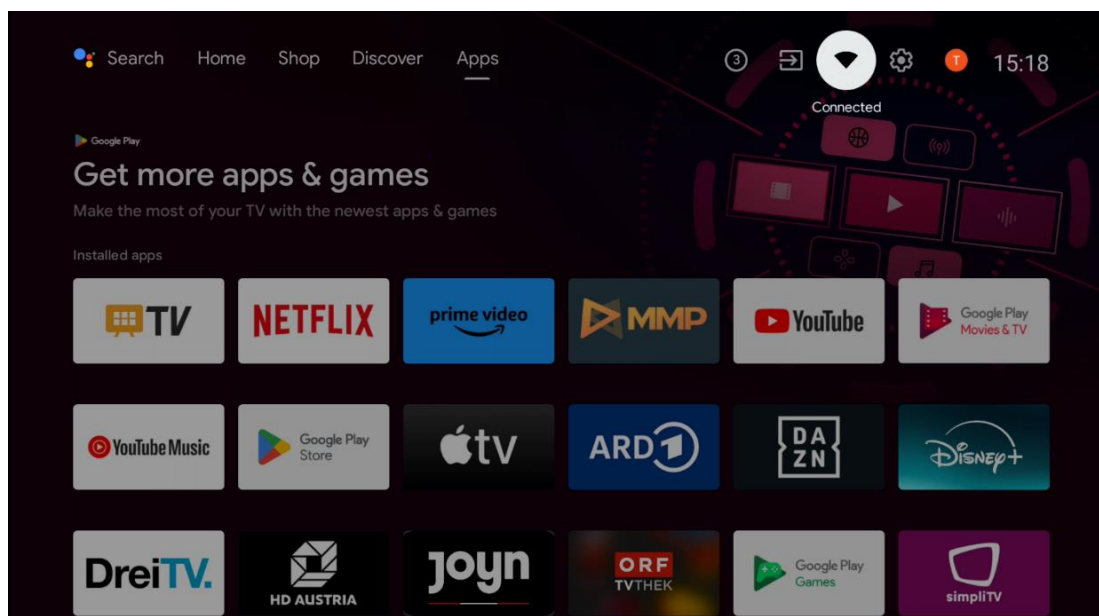 Search Home Shop Discover Apps 3 T 15:18
Connected
Google Play
Get more apps & games
Make the most of your TV with the newest apps & games
Installed apps
TV NETFLIX prime video MMP YouTube Google Play Movies & TV
YouTube Music Google Play Store tv ARD 1 DAZN Disney+
DreiTV. HD AUSTRIA Joyn ORF TVTHEK Google Play Games simpliTV